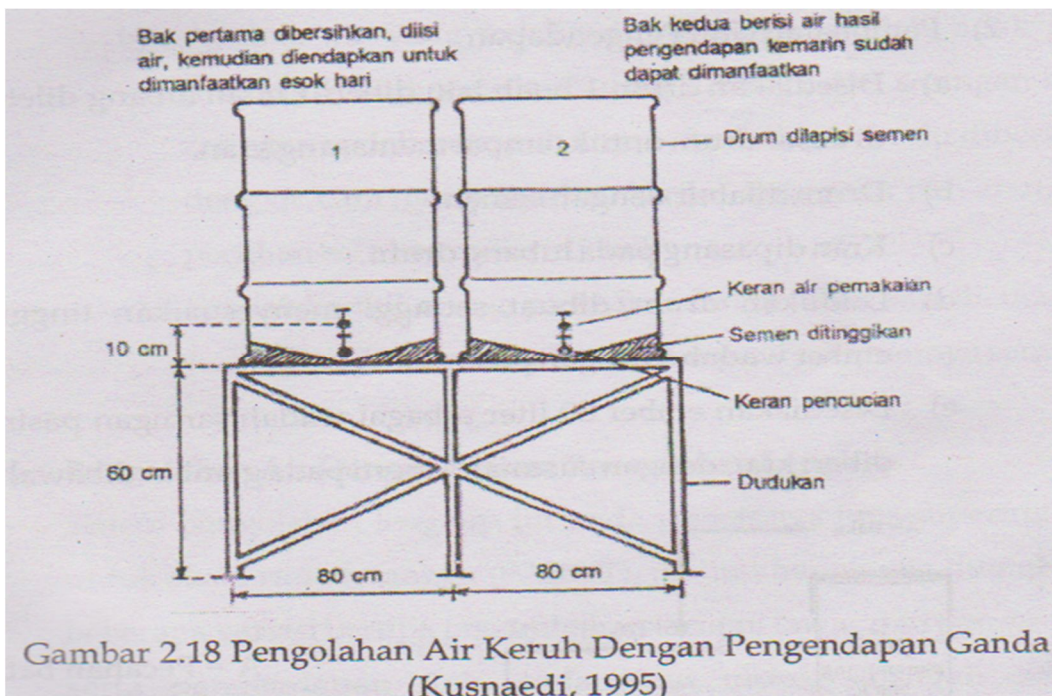 Bak pertama dibersihkan, diisi
air, kemudian diendapkan untuk
dimanfaatkan esok hari
Bak kedua berisi air hasil
pengendapan kemarin sudah
dapat dimanfaatkan
1
2
Drum dilapisi semen
Keran air pemakaian
Semen ditinggikan
10 cm
Keran pencucian
60 cm
Dudukan
80 cm
80 cm
Gambar 2.18 Pengolahan Air Keruh Dengan Pengendapan Ganda
(Kusnaedi, 1995)